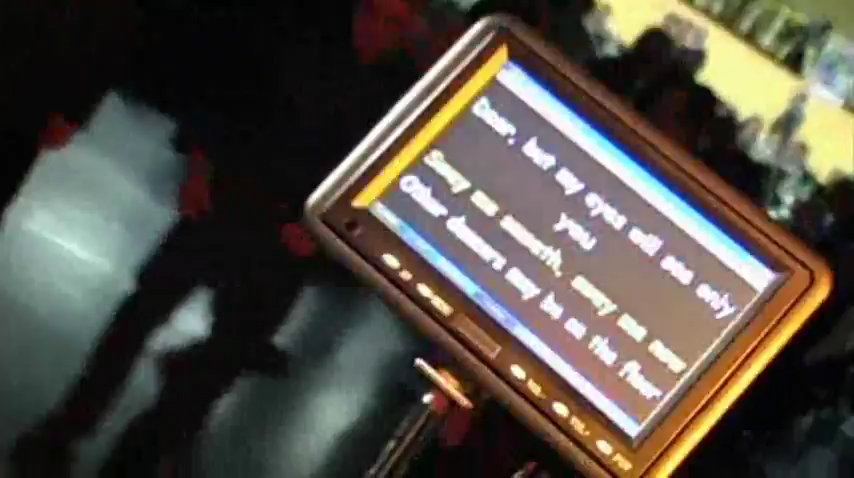 Dear, but my eyes will see only
you
Sway me smooth, sway me now
Other dancers may be on the floor